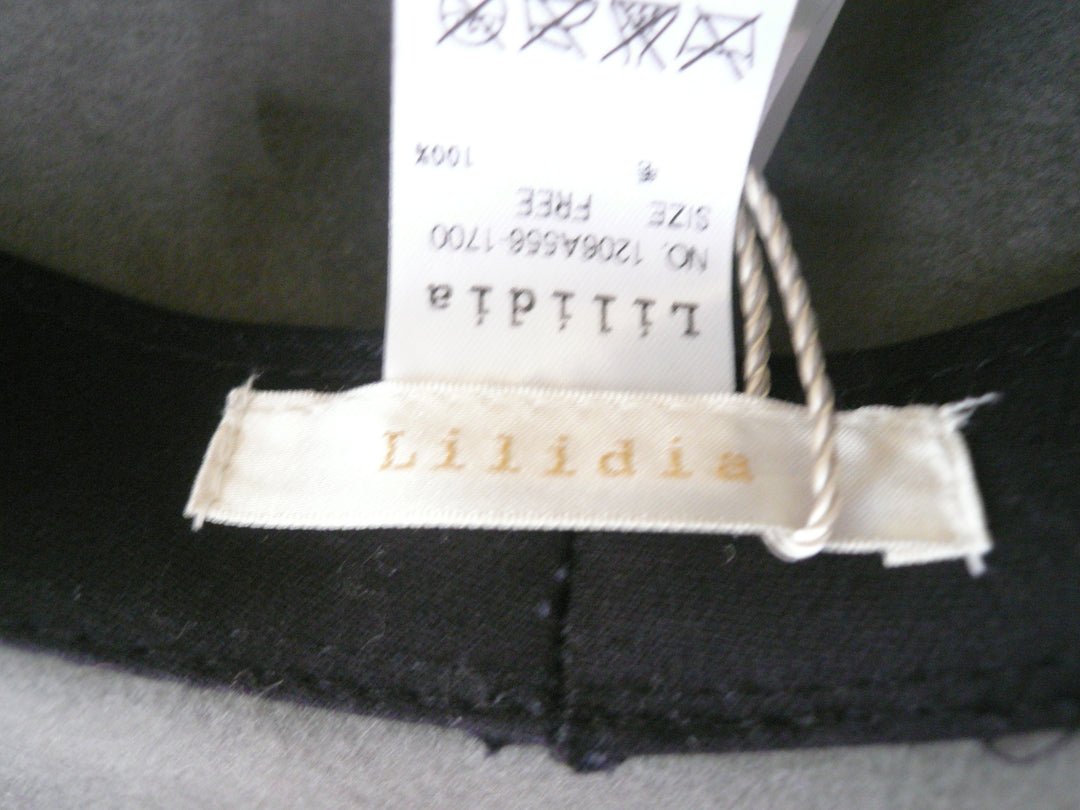 Lilidia
Lilidia
NO. 1206A556-1700
SIZE FREE
毛 100%